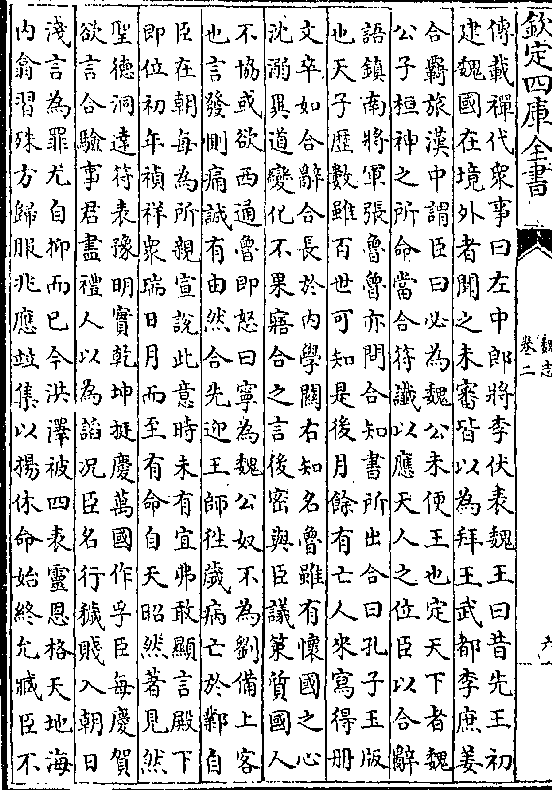 欽定四庫全書
魏志
卷二
傳載禪代衆事曰左中郎將李伏表魏王曰昔先王初
建魏國在境外者聞之未審皆以為拜王武都李庶姜
合羈旅漢中謂臣曰必為魏公未便王也定天下者魏
公子桓神之所命當合符讖以應天人之位臣以合辭
語鎮南將軍張魯魯亦問合知書所出合曰孔子玉版
也天子歷數雖百世可知是後月餘有亡人來寫得冊
文卒如合辭合長於内學關右知名魯雖有懷國之心
沈溺異道變化不果寤合之言後密與臣議策質國人
不協或欲西通魯即怒曰寧為魏公奴不為劉備上客
也言發惻痛誠有由然合先迎王師徃歲病亡於鄴自
臣在朝每為所親宣說此意時未有宜弗敢顯言殿下
即位初年禎祥衆瑞日月而至有命自天昭然著見然
聖德洞達符表豫明實乾坤挺慶萬國作孚臣每慶賀
欲言合驗事君盡禮人以為諂況臣名行穢賤入朝日
淺言為罪尤自抑而已今洪澤被四表靈恩格天地海
内翕習殊方歸服兆應竝集以揚休命始終允臧臣不